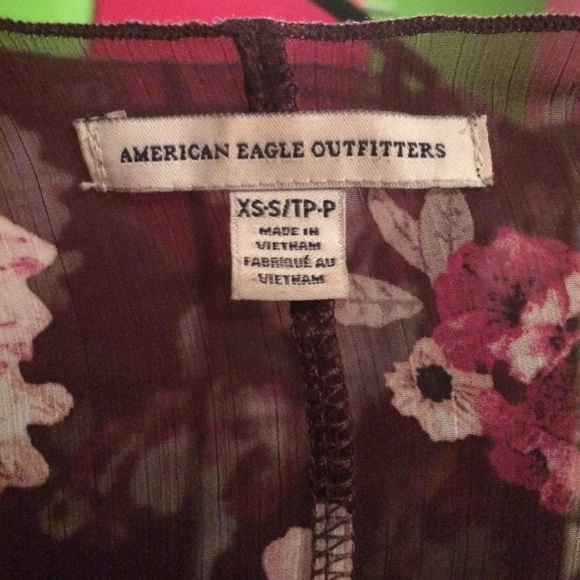 AMERICAN EAGLE OUTFITTERS
XS-S/TP-P
MADE IN
VIETNAM
FABRIQUÉ AU
VIETNAM